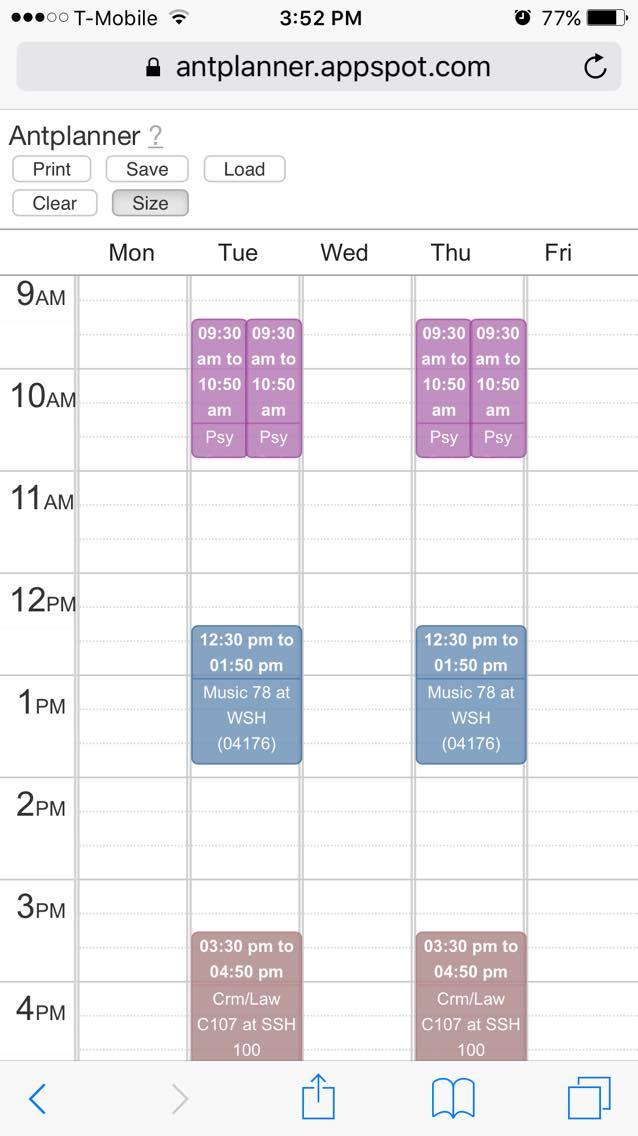 T-Mobile 3:52 PM 77%
antplanner.appspot.com
Antplanner ?
Print Save Load
Clear Size
Mon Tue Wed Thu Fri
9AM
09:30 09:30 09:30 09:30
am to am to am to am to
10:50 10:50 10:50 10:50
10AM
am am am am
Psy Psy Psy Psy
11AM
12PM
12:30 pm to 12:30 pm to
01:50 pm 01:50 pm
Music 78 at Music 78 at
1PM
WSH WSH
(04176) (04176)
2PM
3PM
03:30 pm to 03:30 pm to
04:50 pm 04:50 pm
Crm/Law Crm/Law
4PM
C107 at SSH C107 at SSH
100 100